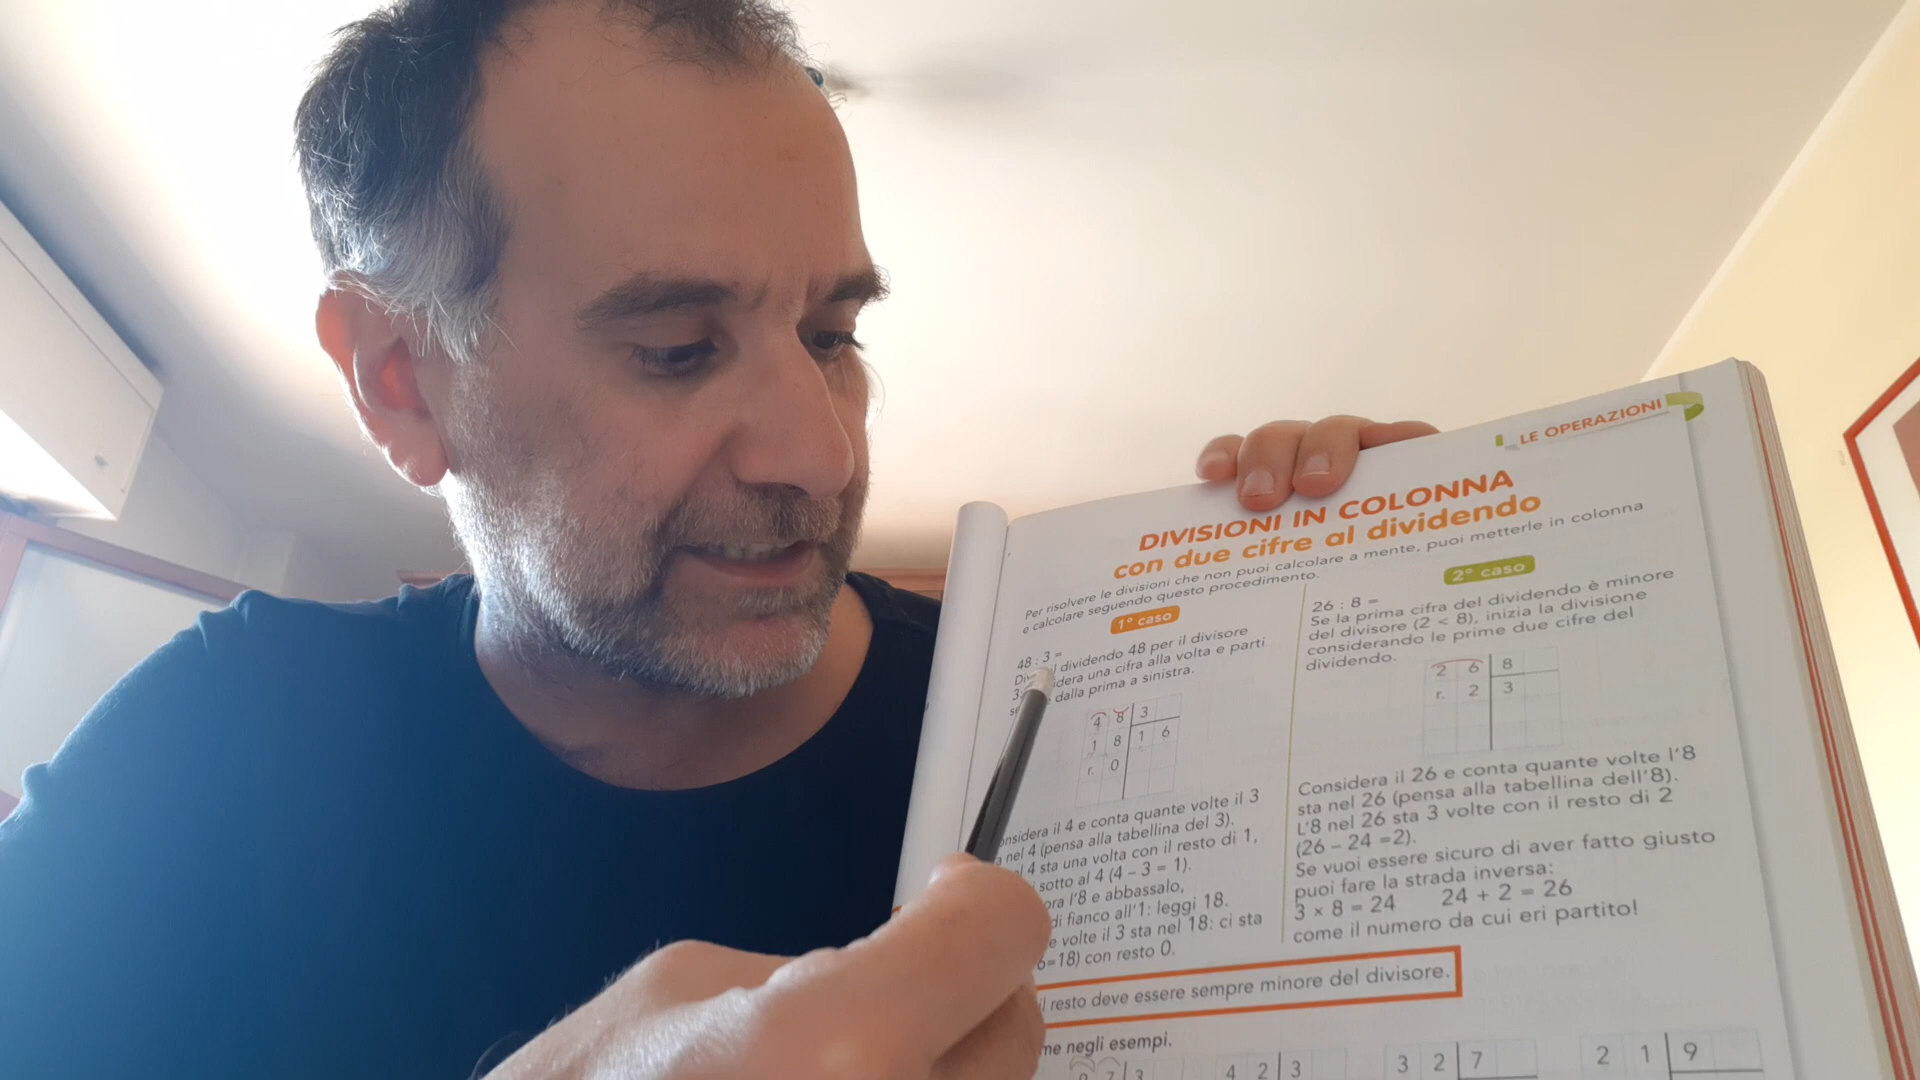 LE OPERAZIONI
DIVISIONI IN COLONNA
con due cifre al dividendo
Per risolvere le divisioni che non puoi calcolare a mente, puoi metterle in colonna
e calcolare seguendo questo procedimento.
1° caso
48 : 3 =
il dividendo 48 per il divisore
una cifra alla volta e parti
dalla prima a sinistra.
4 8 3
1 8 1 6
r. 0
il 4 e conta quante volte il 3
nel 4 (pensa alla tabellina del 3).
4 sta una volta con il resto di 1,
sotto al 4 (4 – 3 = 1).
l'8 e abbassalo,
di fianco all'1: leggi 18.
volte il 3 sta nel 18: ci sta
6=18) con resto 0.
2° caso
26 : 8 =
Se la prima cifra del dividendo è minore
del divisore (2 < 8), inizia la divisione
considerando le prime due cifre del
dividendo.
2 6 8
r. 2 3
Considera il 26 e conta quante volte l'8
sta nel 26 (pensa alla tabellina dell'8).
L'8 nel 26 sta 3 volte con il resto di 2
(26 – 24 =2).
Se vuoi essere sicuro di aver fatto giusto
puoi fare la strada inversa:
3 × 8 = 24 24 + 2 = 26
come il numero da cui eri partito!
il resto deve essere sempre minore del divisore.
negli esempi.
7 3
4 2 3
3 2 7
2 1 9